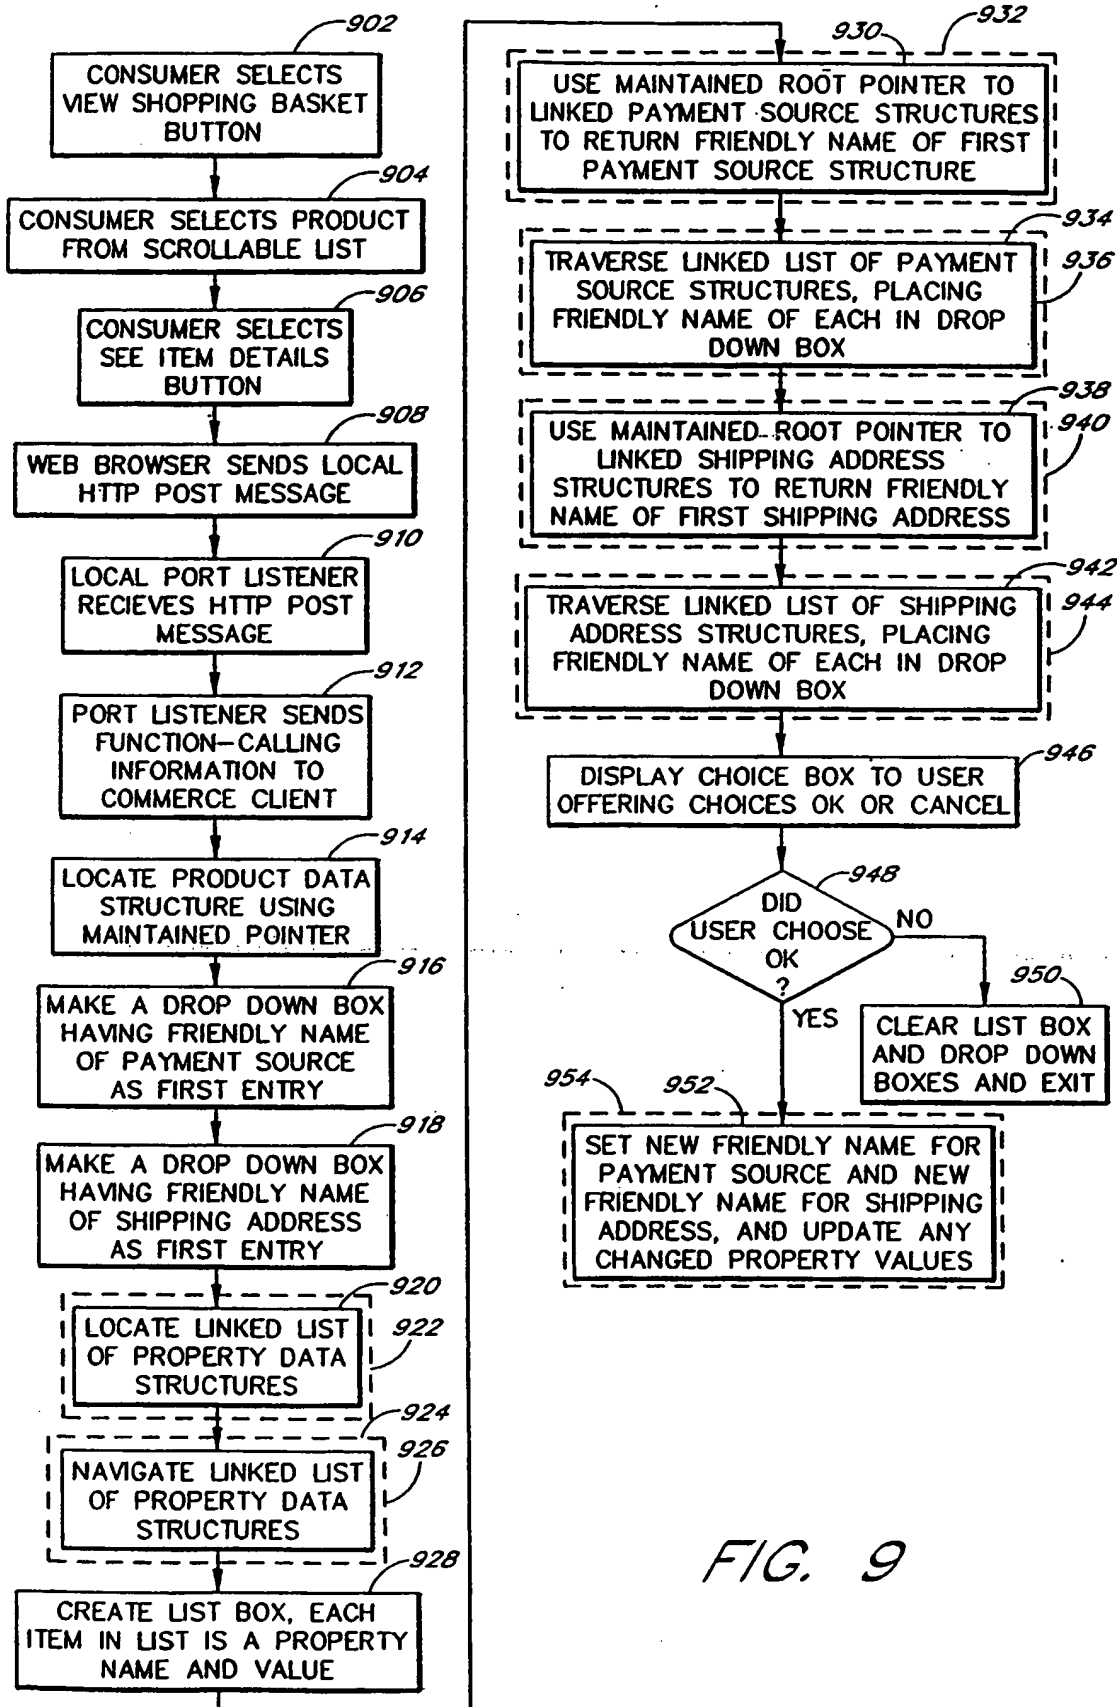 902
CONSUMER SELECTS
VIEW SHOPPING BASKET
BUTTON
904
CONSUMER SELECTS PRODUCT
FROM SCROLLABLE LIST
906
CONSUMER SELECTS
SEE ITEM DETAILS
BUTTON
908
WEB BROWSER SENDS LOCAL
HTTP POST MESSAGE
910
LOCAL PORT LISTENER
RECIEVES HTTP POST
MESSAGE
912
PORT LISTENER SENDS
FUNCTION-CALLING
INFORMATION TO
COMMERCE CLIENT
914
LOCATE PRODUCT DATA
STRUCTURE USING
MAINTAINED POINTER
916
MAKE A DROP DOWN BOX
HAVING FRIENDLY NAME
OF PAYMENT SOURCE
AS FIRST ENTRY
918
MAKE A DROP DOWN BOX
HAVING FRIENDLY NAME
OF SHIPPING ADDRESS
AS FIRST ENTRY
920
922
LOCATE LINKED LIST
OF PROPERTY DATA
STRUCTURES
924
926
NAVIGATE LINKED LIST
OF PROPERTY DATA
STRUCTURES
928
CREATE LIST BOX, EACH
ITEM IN LIST IS A PROPERTY
NAME AND VALUE
930
932
USE MAINTAINED ROOT POINTER TO
LINKED PAYMENT SOURCE STRUCTURES
TO RETURN FRIENDLY NAME OF FIRST
PAYMENT SOURCE STRUCTURE
934
936
TRAVERSE LINKED LIST OF PAYMENT
SOURCE STRUCTURES, PLACING
FRIENDLY NAME OF EACH IN DROP
DOWN BOX
938
940
USE MAINTAINED ROOT POINTER TO
LINKED SHIPPING ADDRESS
STRUCTURES TO RETURN FRIENDLY
NAME OF FIRST SHIPPING ADDRESS
942
944
TRAVERSE LINKED LIST OF SHIPPING
ADDRESS STRUCTURES, PLACING
FRIENDLY NAME OF EACH IN DROP
DOWN BOX
946
DISPLAY CHOICE BOX TO USER
OFFERING CHOICES OK OR CANCEL
948
DID
USER CHOOSE
OK
?
NO
YES
950
CLEAR LIST BOX
AND DROP DOWN
BOXES AND EXIT
954
952
SET NEW FRIENDLY NAME FOR
PAYMENT SOURCE AND NEW
FRIENDLY NAME FOR SHIPPING
ADDRESS, AND UPDATE ANY
CHANGED PROPERTY VALUES
FIG. 9